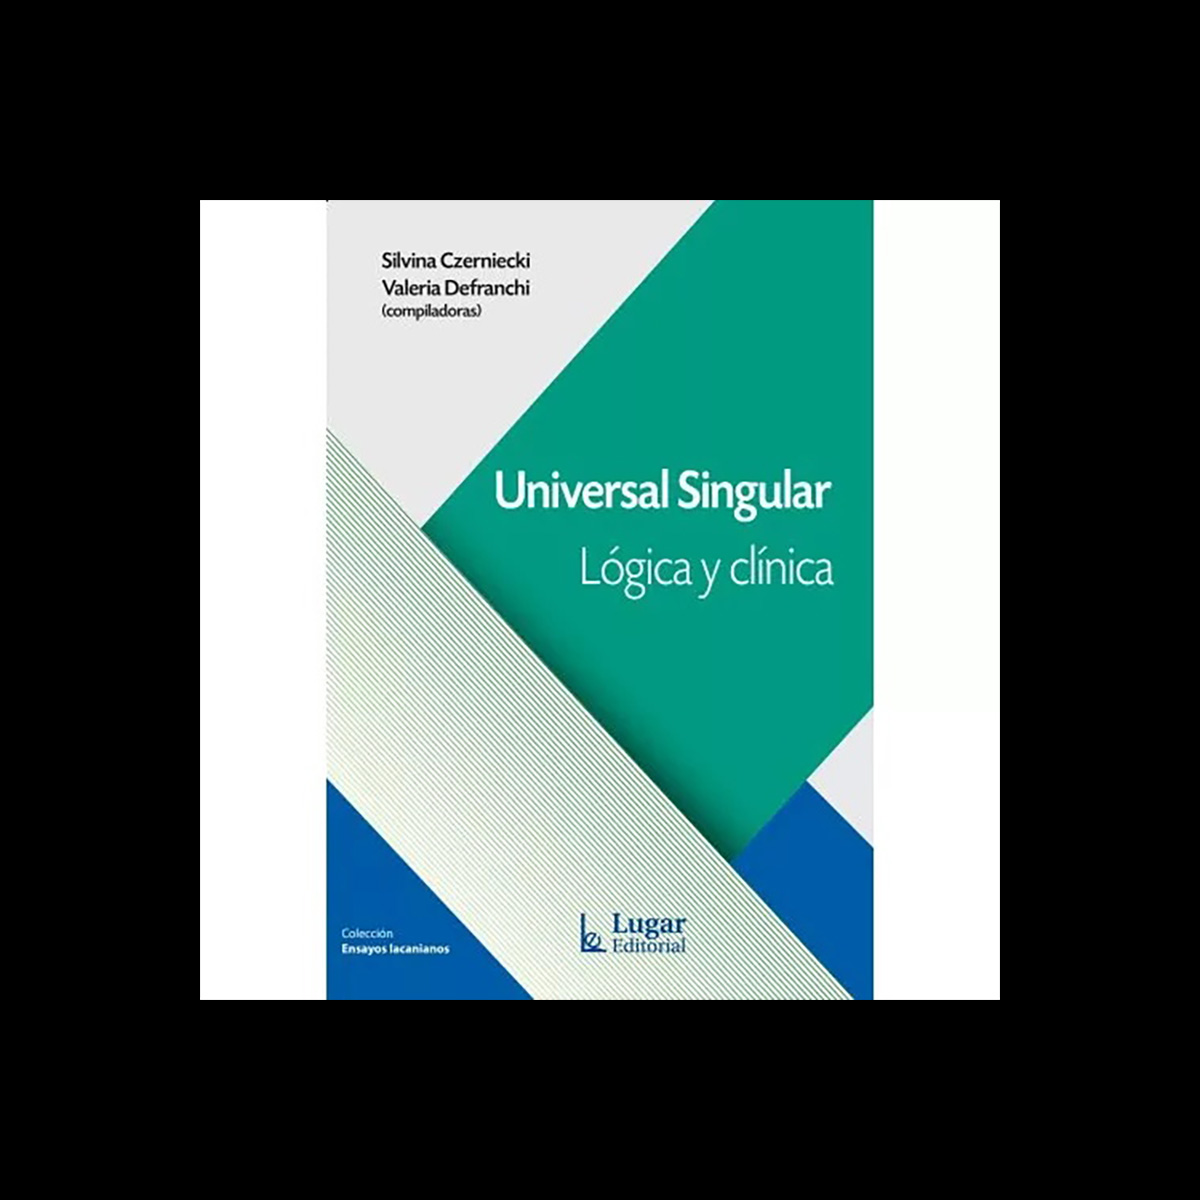 Silvina Czerniecki
Valeria Defranchi
(compiladoras)
Universal Singular
Lógica y clínica
Colección
Ensayos lacanianos
Lugar
Editorial